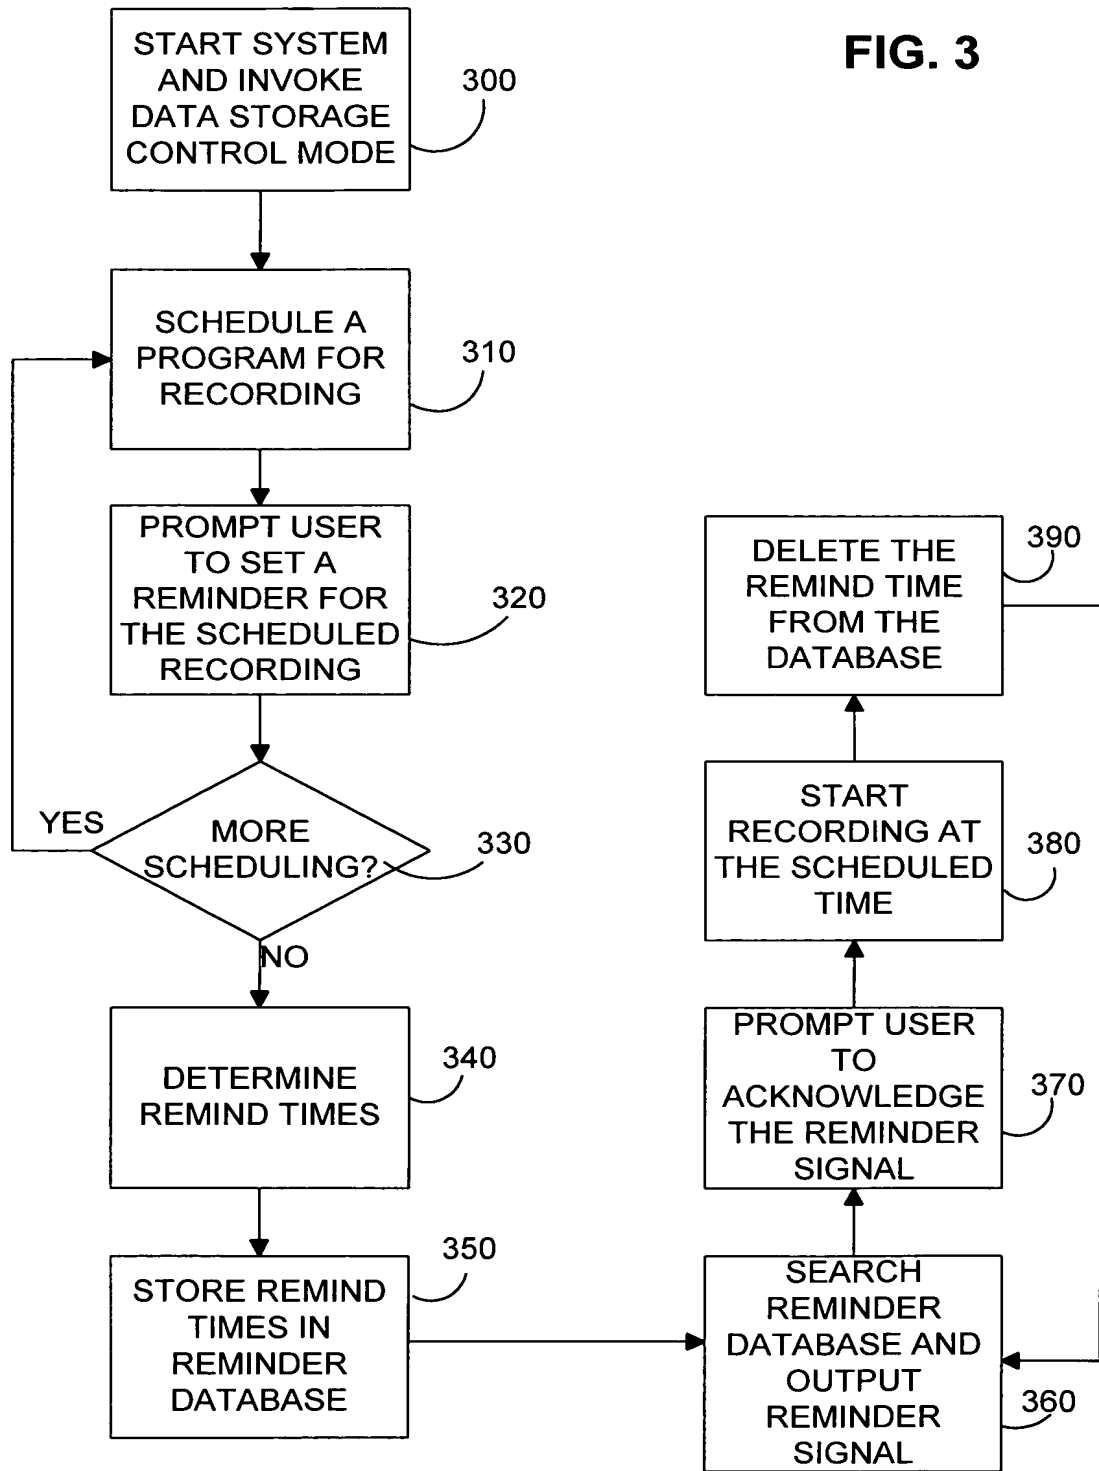 FIG. 3
START SYSTEM
AND INVOKE
DATA STORAGE
CONTROL MODE
300
SCHEDULE A
PROGRAM FOR
RECORDING
310
PROMPT USER
TO SET A
REMINDER FOR
THE SCHEDULED
RECORDING
320
MORE
SCHEDULING?
330
YES
NO
DETERMINE
REMIND TIMES
340
STORE REMIND
TIMES IN
REMINDER
DATABASE
350
SEARCH
REMINDER
DATABASE AND
OUTPUT
REMINDER
SIGNAL
360
PROMPT USER
TO
ACKNOWLEDGE
THE REMINDER
SIGNAL
370
START
RECORDING AT
THE SCHEDULED
TIME
380
DELETE THE
REMIND TIME
FROM THE
DATABASE
390